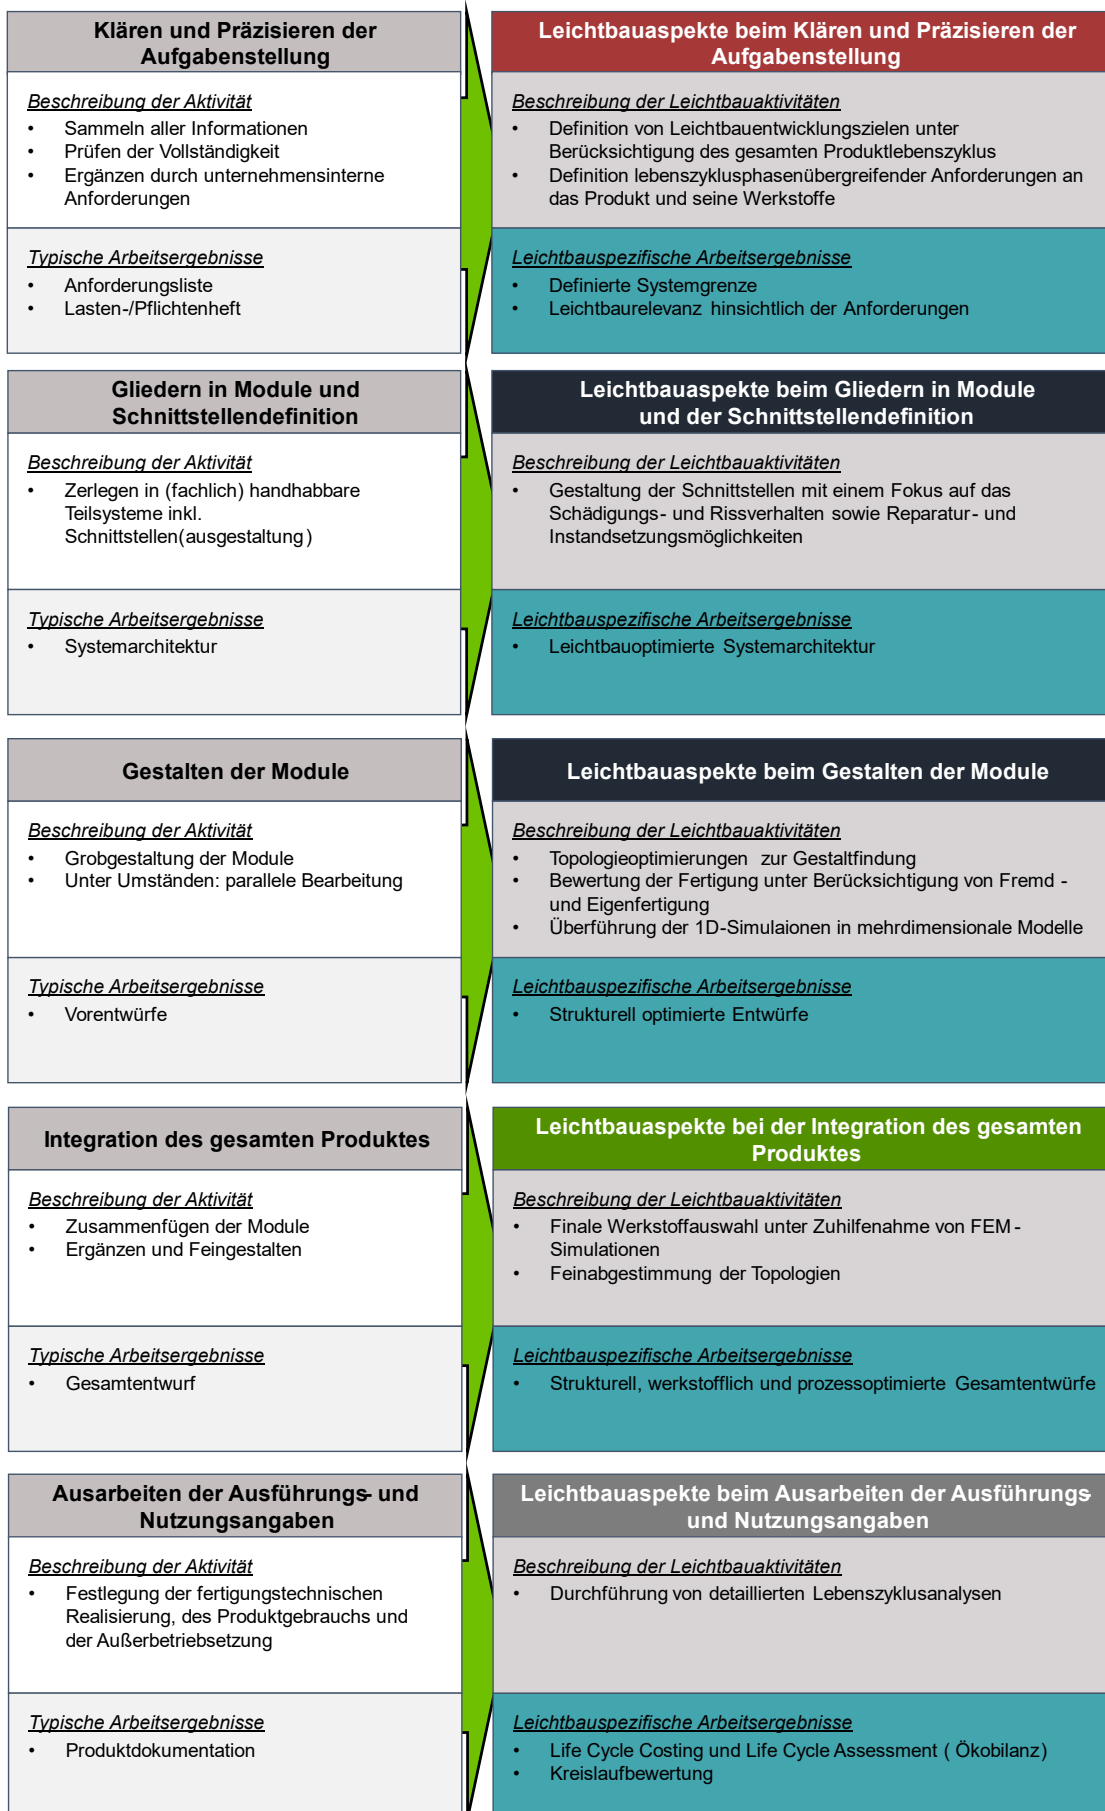 Klären und Präzisieren der
Aufgabenstellung
Beschreibung der Aktivität
• Sammeln aller Informationen
• Prüfen der Vollständigkeit
• Ergänzen durch unternehmensinterne
Anforderungen
Typische Arbeitsergebnisse
• Anforderungsliste
• Lasten-/Pflichtenheft
Leichtbauaspekte beim Klären und Präzisieren der
Aufgabenstellung
Beschreibung der Leichtbauaktivitäten
• Definition von Leichtbauentwicklungszielen unter
Berücksichtigung des gesamten Produktlebenszyklus
• Definition lebenszyklusphasenübergreifender Anforderungen an
das Produkt und seine Werkstoffe
Leichtbauspezifische Arbeitsergebnisse
• Definierte Systemgrenze
• Leichtbaurelevanz hinsichtlich der Anforderungen
Gliedern in Module und
Schnittstellendefinition
Beschreibung der Aktivität
• Zerlegen in (fachlich) handhabbare
Teilsysteme inkl.
Schnittstellen(ausgestaltung)
Typische Arbeitsergebnisse
• Systemarchitektur
Leichtbauaspekte beim Gliedern in Module
und der Schnittstellendefinition
Beschreibung der Leichtbauaktivitäten
• Gestaltung der Schnittstellen mit einem Fokus auf das
Schädigungs- und Rissverhalten sowie Reparatur- und
Instandsetzungsmöglichkeiten
Leichtbauspezifische Arbeitsergebnisse
• Leichtbauoptimierte Systemarchitektur
Gestalten der Module
Beschreibung der Aktivität
• Grobgestaltung der Module
• Unter Umständen: parallele Bearbeitung
Typische Arbeitsergebnisse
• Vorentwürfe
Leichtbauaspekte beim Gestalten der Module
Beschreibung der Leichtbauaktivitäten
• Topologieoptimierungen zur Gestaltfindung
• Bewertung der Fertigung unter Berücksichtigung von Fremd -
und Eigenfertigung
• Überführung der 1D-Simulaionen in mehrdimensionale Modelle
Leichtbauspezifische Arbeitsergebnisse
• Strukturell optimierte Entwürfe
Integration des gesamten Produktes
Beschreibung der Aktivität
• Zusammenfügen der Module
• Ergänzen und Feingestalten
Typische Arbeitsergebnisse
• Gesamtentwurf
Leichtbauaspekte bei der Integration des gesamten
Produktes
Beschreibung der Leichtbauaktivitäten
• Finale Werkstoffauswahl unter Zuhilfenahme von FEM -
Simulationen
• Feinabgestimmung der Topologien
Leichtbauspezifische Arbeitsergebnisse
• Strukturell, werkstofflich und prozessoptimierte Gesamtentwürfe
Ausarbeiten der Ausführungs- und
Nutzungsangaben
Beschreibung der Aktivität
• Festlegung der fertigungstechnischen
Realisierung, des Produktgebrauchs und
der Außerbetriebsetzung
Typische Arbeitsergebnisse
• Produktdokumentation
Leichtbauaspekte beim Ausarbeiten der Ausführungs-
und Nutzungsangaben
Beschreibung der Leichtbauaktivitäten
• Durchführung von detaillierten Lebenszyklusanalysen
Leichtbauspezifische Arbeitsergebnisse
• Life Cycle Costing und Life Cycle Assessment ( Ökobilanz)
• Kreislaufbewertung